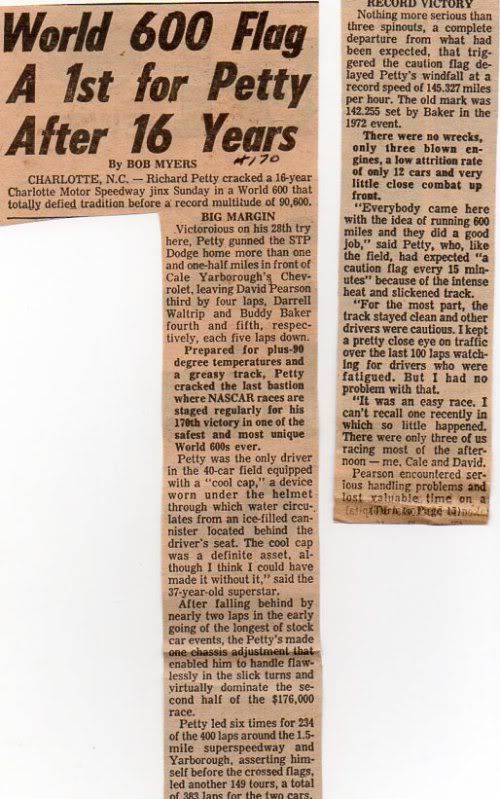 World 600 Flag
A 1st for Petty
After 16 Years
#170
By BOB MYERS
CHARLOTTE, N.C. — Richard Petty cracked a 16-year
Charlotte Motor Speedway jinx Sunday in a World 600 that
totally defied tradition before a record multitude of 90,600.
BIG MARGIN
Victoroious on his 28th try
here, Petty gunned the STP
Dodge home more than one
and one-half miles in front of
Cale Yarborough's Chev-
rolet, leaving David Pearson
third by four laps, Darrell
Waltrip and Buddy Baker
fourth and fifth, respec-
tively, each five laps down.
Prepared for plus-90
degree temperatures and
a greasy track, Petty
cracked the last bastion
where NASCAR races are
staged regularly for his
170th victory in one of the
safest and most unique
World 600s ever.
Petty was the only driver
in the 40-car field equipped
with a "cool cap," a device
worn under the helmet
through which water circu-
lates from an ice-filled can-
nister located behind the
driver's seat. The cool cap
was a definite asset, al-
though I think I could have
made it without it," said the
37-year-old superstar.
After falling behind by
nearly two laps in the early
going of the longest of stock
car events, the Petty's made
one chassis adjustment that
enabled him to handle flaw-
lessly in the slick turns and
virtually dominate the se-
cond half of the $176,000
race.
Petty led six times for 234
of the 400 laps around the 1.5-
mile superspeedway and
Yarborough, asserting him-
self before the crossed flags,
led another 149 tours, a total
of 383 laps for the two cars.
RECORD VICTORY
Nothing more serious than
three spinouts, a complete
departure from what had
been expected, that trig-
gered the caution flag de-
layed Petty's windfall at a
record speed of 145.327 miles
per hour. The old mark was
142.255 set by Baker in the
1972 event.
There were no wrecks,
only three blown en-
gines, a low attrition rate
of only 12 cars and very
little close combat up
front.
"Everybody came here
with the idea of running 600
miles and they did a good
job," said Petty, who, like
the field, had expected "a
caution flag every 15 min-
utes" because of the intense
heat and slickened track.
"For the most part, the
track stayed clean and other
drivers were cautious. I kept
a pretty close eye on traffic
over the last 100 laps watch-
ing for drivers who were
fatigued. But I had no
problem with that.
"It was an easy race. I
can't recall one recently in
which so little happened.
There were only three of us
racing most of the after-
noon — me, Cale and David.
Pearson encountered ser-
ious handling problems and
lost valuable time on a
(Turn to Page 15)